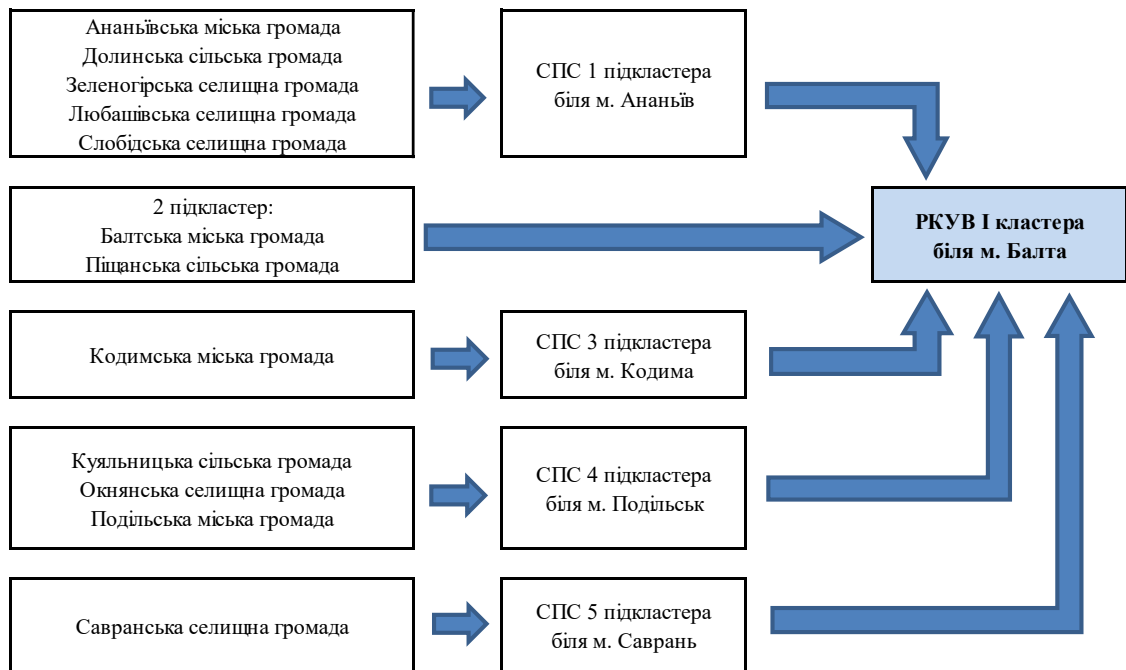 Ананьївська міська громада
Долинська сільська громада
Зеленогірська селищна громада
Любашівська селищна громада
Слобідська селищна громада
СПС 1 підкластера
біля м. Ананьїв
2 підкластер:
Балтська міська громада
Піщанська сільська громада
РКУВ I кластера
біля м. Балта
Кодимська міська громада
СПС 3 підкластера
біля м. Кодима
Куяльницька сільська громада
Окнянська селищна громада
Подільська міська громада
СПС 4 підкластера
біля м. Подільськ
Савранська селищна громада
СПС 5 підкластера
біля м. Саврань